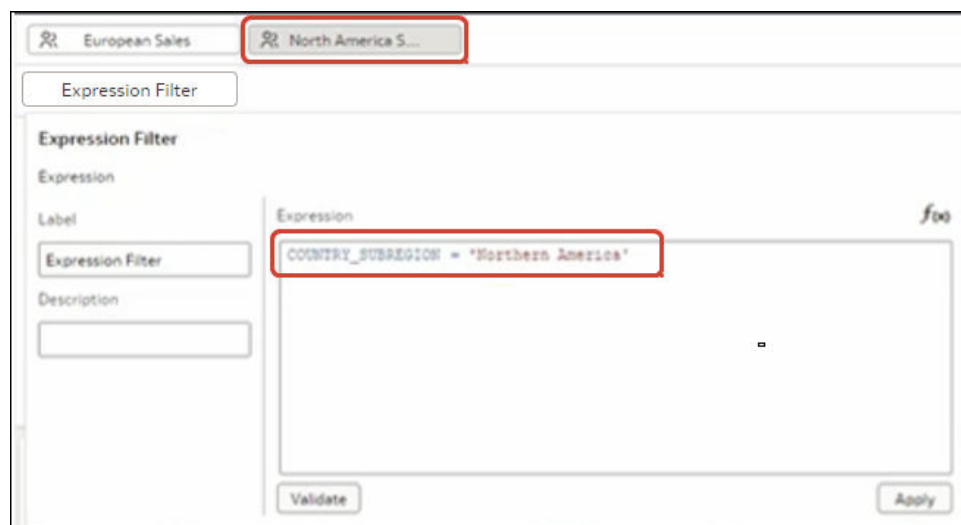 European Sales
North America S...
Expression Filter
Expression Filter
Expression
Label
Expression
f(x)
Expression Filter
COUNTRY_SUBREGION = 'Northern America'
Description
Validate
Apply